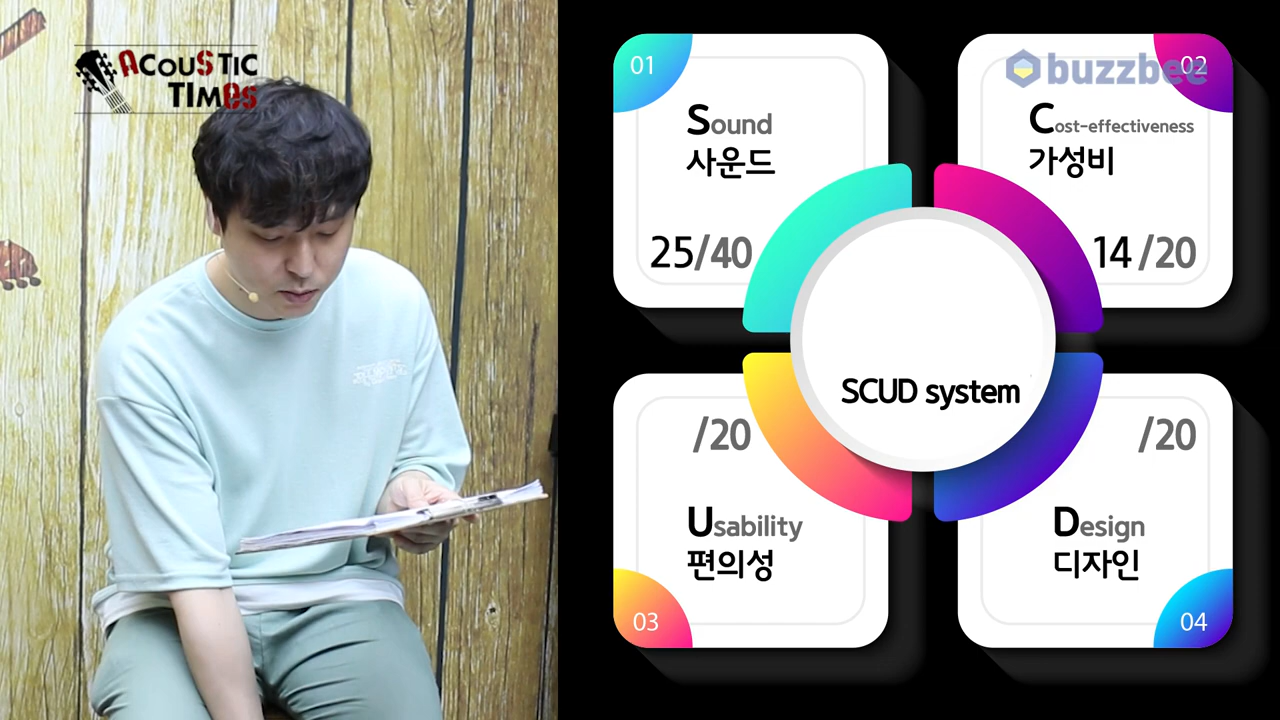 ACOUSTIC
TIMES
01
Sound
사운드
25/40
buzzbee
02
Cost-effectiveness
가성비
14/20
SCUD system
/20
Usability
편의성
03
/20
Design
디자인
04